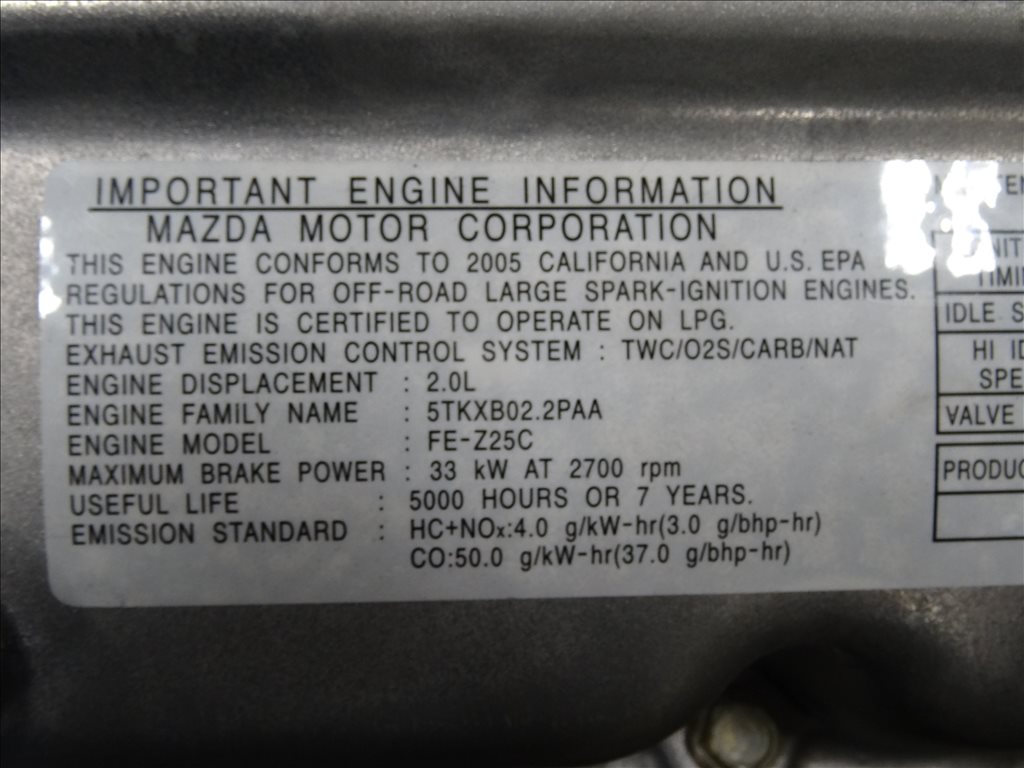 IMPORTANT ENGINE INFORMATION
MAZDA MOTOR CORPORATION
THIS ENGINE CONFORMS TO 2005 CALIFORNIA AND U.S. EPA
REGULATIONS FOR OFF-ROAD LARGE SPARK-IGNITION ENGINES.
THIS ENGINE IS CERTIFIED TO OPERATE ON LPG.
EXHAUST EMISSION CONTROL SYSTEM : TWC/O2S/CARB/NAT
ENGINE DISPLACEMENT : 2.0L
ENGINE FAMILY NAME : 5TKXB02.2PAA
ENGINE MODEL : FE-Z25C
MAXIMUM BRAKE POWER : 33 kW AT 2700 rpm
USEFUL LIFE : 5000 HOURS OR 7 YEARS.
EMISSION STANDARD : HC+NOx:4.0 g/kW-hr(3.0 g/bhp-hr)
CO:50.0 g/kW-hr(37.0 g/bhp-hr)
IDLE S
HI ID
SPE
VALVE
PRODUC